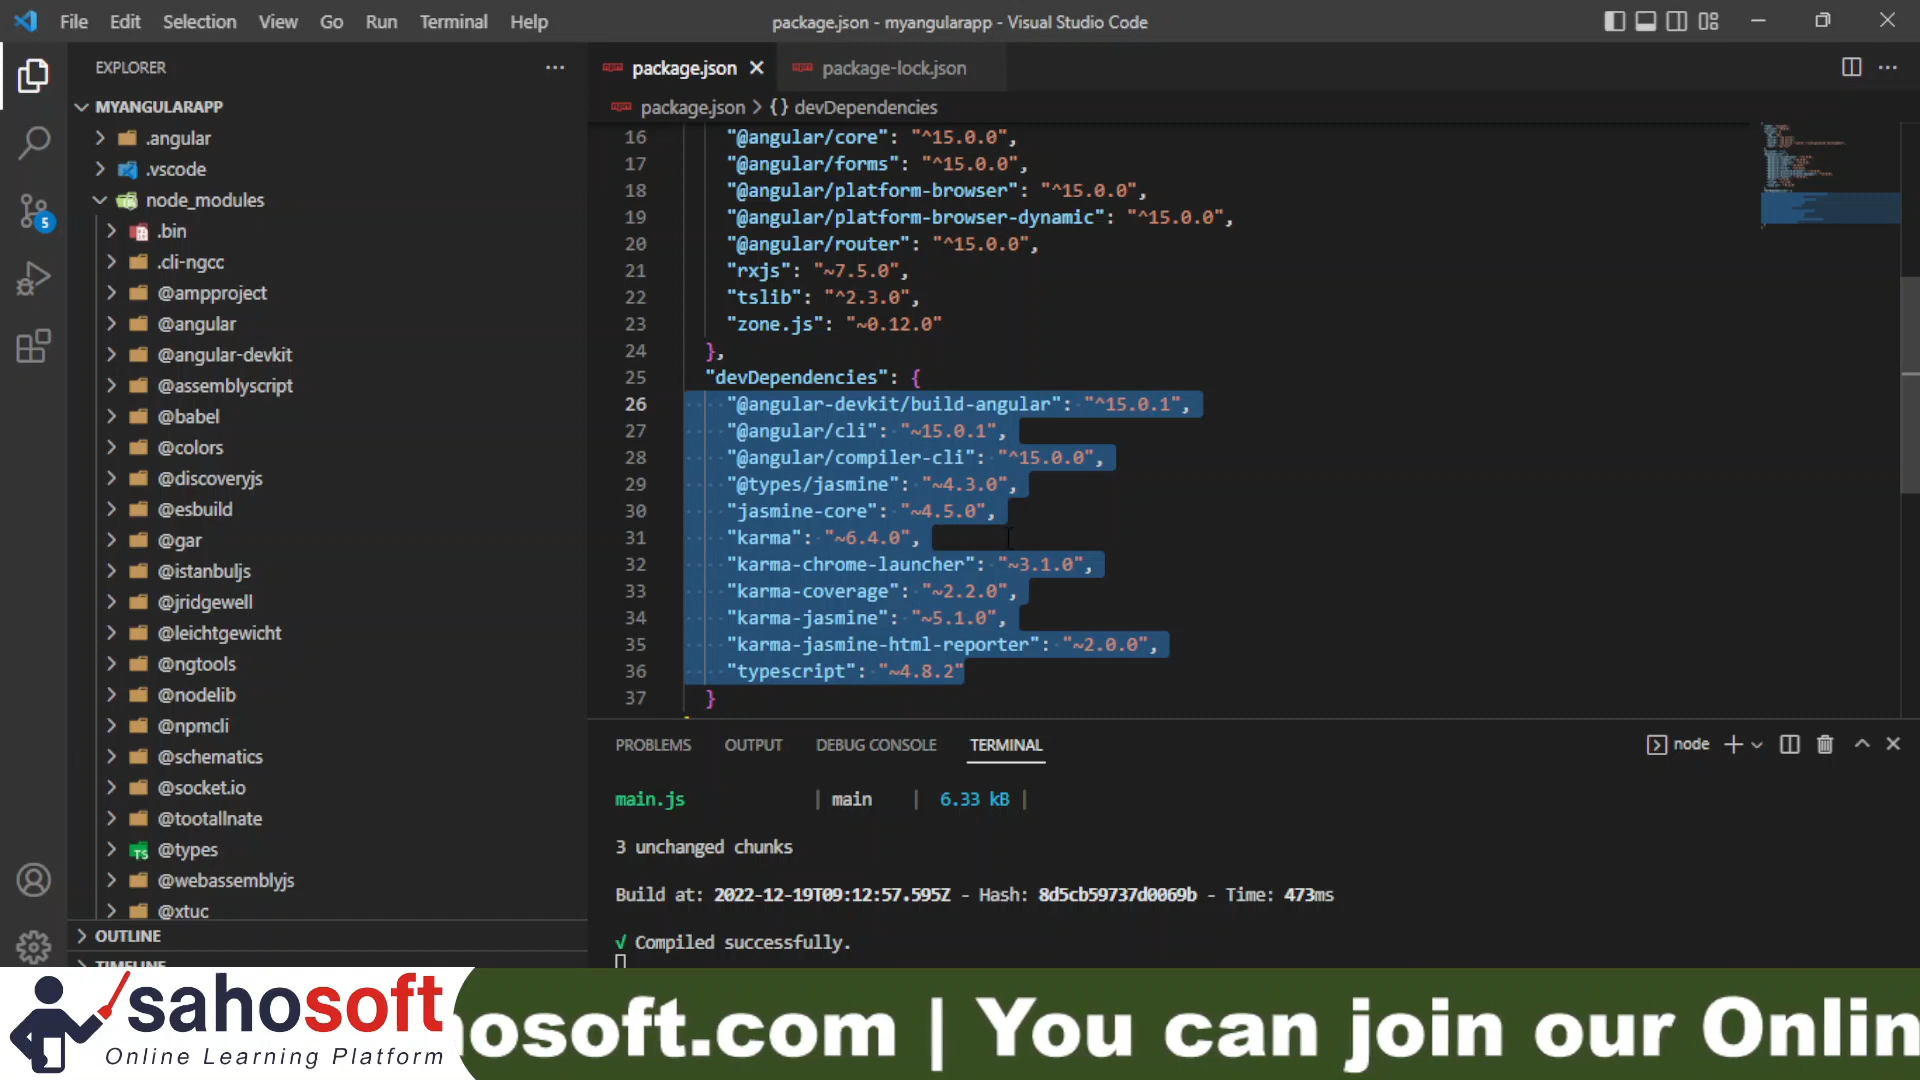 File Edit Selection View Go Run Terminal Help
package.json - myangularapp - Visual Studio Code
EXPLORER
MYANGULARAPP
.angular
.vscode
node_modules
.bin
.cli-ngcc
@ampproject
@angular
@angular-devkit
@assemblyscript
@babel
@colors
@discoveryjs
@esbuild
@gar
@istanbuljs
@jridgewell
@leichtgewicht
@ngtools
@nodelib
@npmcli
@schematics
@socket.io
@tootallnate
TS @types
@webassemblyjs
@xtuc
OUTLINE
TIMELINE
5
package.json package-lock.json
package.json > {} devDependencies
16 "@angular/core": "^15.0.0",
17 "@angular/forms": "^15.0.0",
18 "@angular/platform-browser": "^15.0.0",
19 "@angular/platform-browser-dynamic": "^15.0.0",
20 "@angular/router": "^15.0.0",
21 "rxjs": "~7.5.0",
22 "tslib": "^2.3.0",
23 "zone.js": "~0.12.0"
24 },
25 "devDependencies": {
26 "@angular-devkit/build-angular": "^15.0.1",
27 "@angular/cli": "~15.0.1",
28 "@angular/compiler-cli": "^15.0.0",
29 "@types/jasmine": "~4.3.0",
30 "jasmine-core": "~4.5.0",
31 "karma": "~6.4.0",
32 "karma-chrome-launcher": "~3.1.0",
33 "karma-coverage": "~2.2.0",
34 "karma-jasmine": "~5.1.0",
35 "karma-jasmine-html-reporter": "~2.0.0",
36 "typescript": "~4.8.2"
37 }
PROBLEMS OUTPUT DEBUG CONSOLE TERMINAL
node
main.js | main | 6.33 kB |
3 unchanged chunks
Build at: 2022-12-19T09:12:57.595Z - Hash: 8d5cb59737d0069b - Time: 473ms
√ Compiled successfully.
sahosoft
Online Learning Platform
hosoft.com | You can join our Onlin